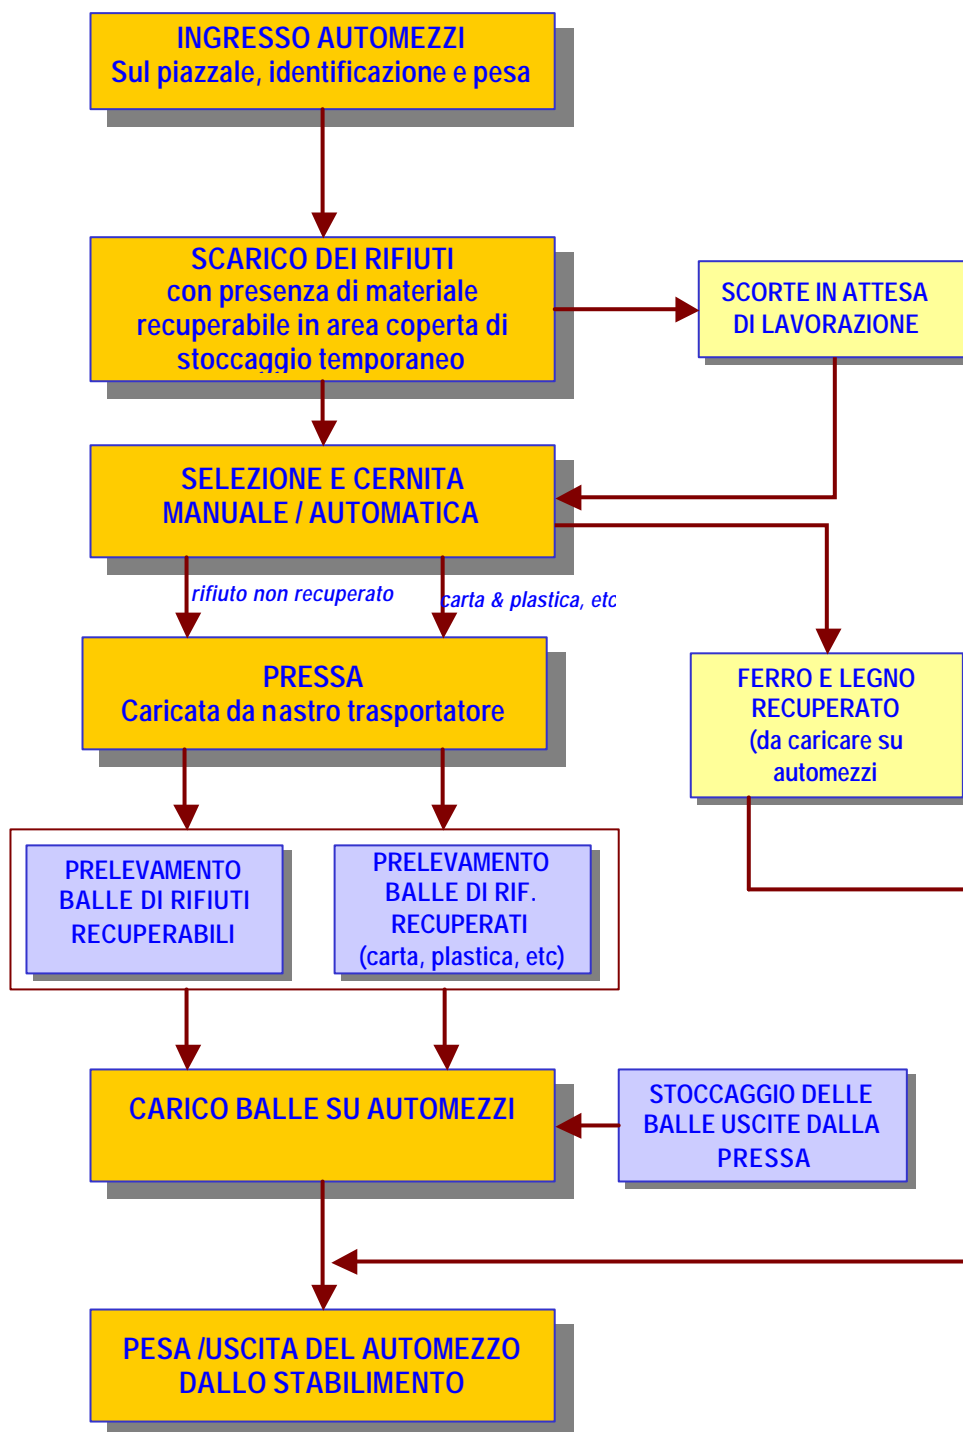 INGRESSO AUTOMEZZI
Sul piazzale, identificazione e pesa
SCARICO DEI RIFIUTI
con presenza di materiale
recuperabile in area coperta di
stoccaggio temporaneo
SCORTE IN ATTESA
DI LAVORAZIONE
SELEZIONE E CERNITA
MANUALE / AUTOMATICA
rifiuto non recuperato
carta & plastica, etc
PRESSA
Caricata da nastro trasportatore
FERRO E LEGNO
RECUPERATO
(da caricare su
automezzi
PRELEVAMENTO
BALLE DI RIFIUTI
RECUPERABILI
PRELEVAMENTO
BALLE DI RIF.
RECUPERATI
(carta, plastica, etc)
CARICO BALLE SU AUTOMEZZI
STOCCAGGIO DELLE
BALLE USCITE DALLA
PRESSA
PESA /USCITA DEL AUTOMEZZO
DALLO STABILIMENTO